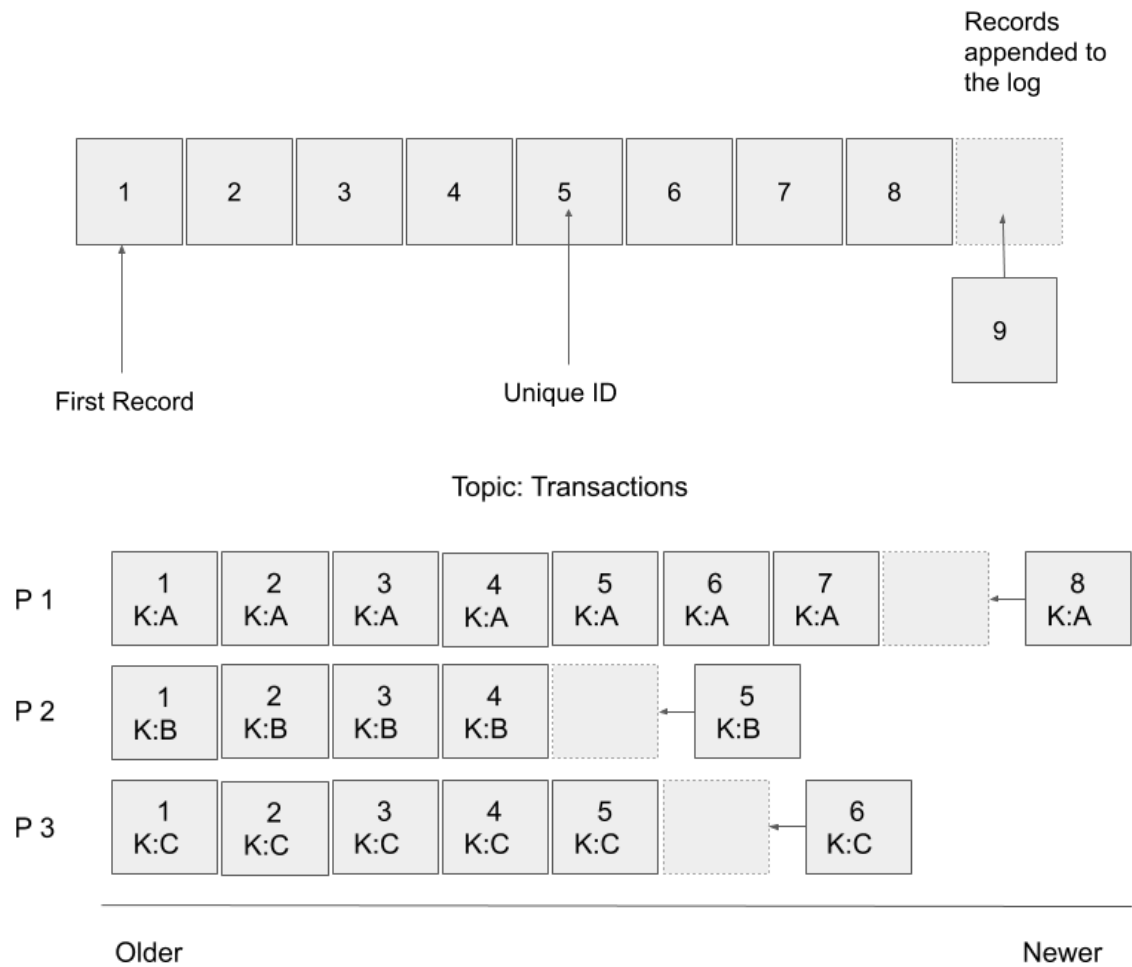 Records
appended to
the log
1 2 3 4 5 6 7 8
9
First Record
Unique ID
Topic: Transactions
P 1
1 2 3 4 5 6 7 8
K:A K:A K:A K:A K:A K:A K:A K:A
P 2
1 2 3 4 5
K:B K:B K:B K:B K:B
P 3
1 2 3 4 5 6
K:C K:C K:C K:C K:C K:C
Older Newer